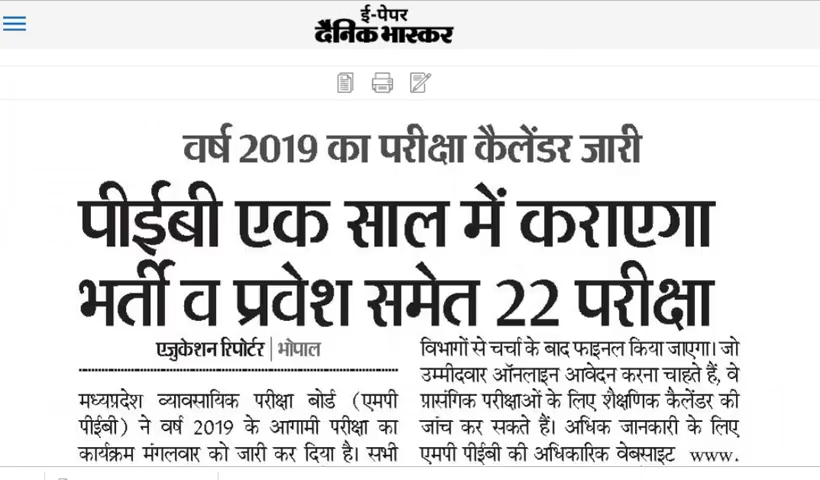 ई-पेपर
दैनिक भास्कर
वर्ष 2019 का परीक्षा कैलेंडर जारी
पीईबी एक साल में कराएगा
भर्ती व प्रवेश समेत 22 परीक्षा
एजुकेशन रिपोर्टर | भोपाल
मध्यप्रदेश व्यावसायिक परीक्षा बोर्ड (एमपी
पीईबी) ने वर्ष 2019 के आगामी परीक्षा का
कार्यक्रम मंगलवार को जारी कर दिया है। सभी
विभागों से चर्चा के बाद फाइनल किया जाएगा। जो
उम्मीदवार ऑनलाइन आवेदन करना चाहते हैं, वे
प्रासंगिक परीक्षाओं के लिए शैक्षणिक कैलेंडर की
जांच कर सकते हैं। अधिक जानकारी के लिए
एमपी पीईबी की अधिकारिक वेबसाइट www.